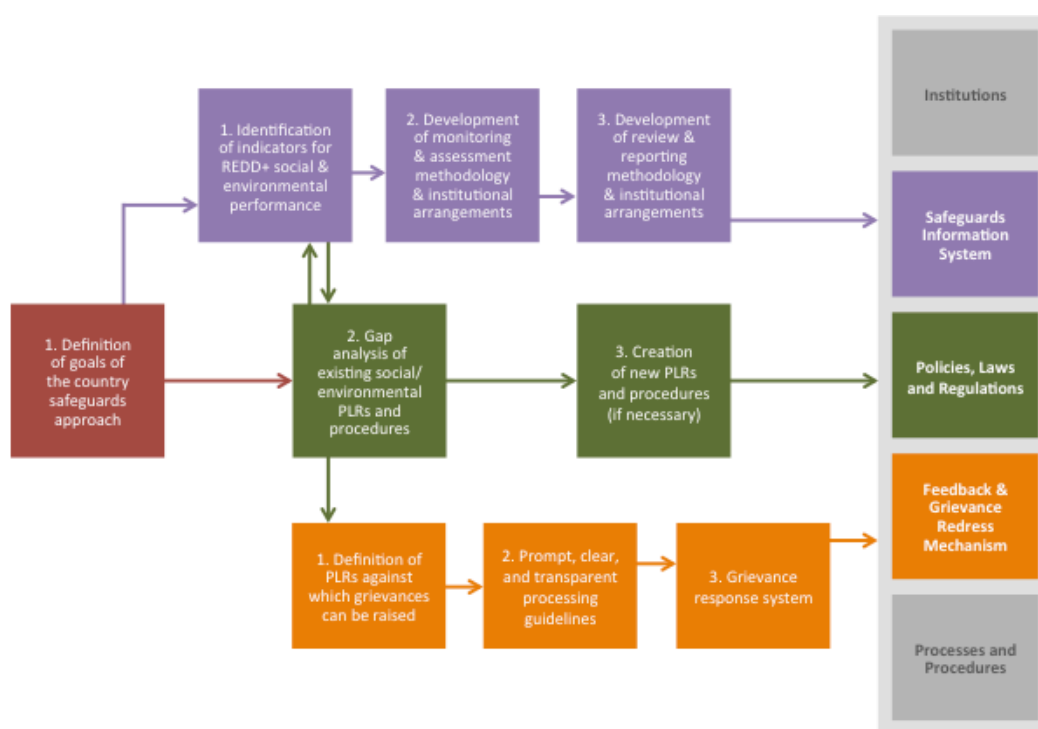 1. Identification
of indicators for
REDD+ social &
environmental
performance
2. Development
of monitoring
& assessment
methodology
& institutional
arrangements
3. Development
of review &
reporting
methodology
& institutional
arrangements
1. Definition
of goals of
the country
safeguards
approach
2. Gap
analysis of
existing social/
environmental
PLRs and
procedures
3. Creation
of new PLRs
and procedures
(if necessary)
1. Definition of
PLRs against
which grievances
can be raised
2. Prompt, clear,
and transparent
processing
guidelines
3. Grievance
response system
Institutions
Safeguards
Information
System
Policies, Laws
and Regulations
Feedback &
Grievance
Redress
Mechanism
Processes and
Procedures